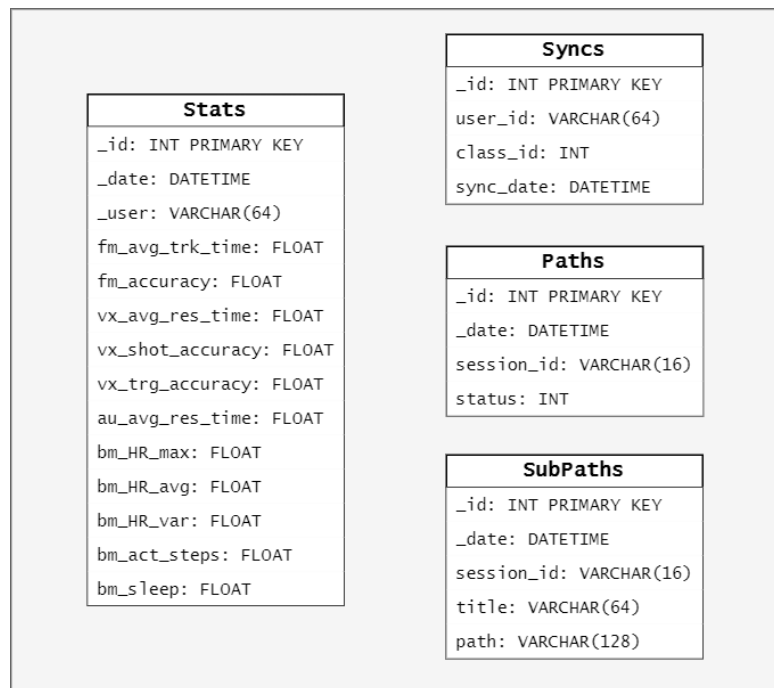 Stats
_id: INT PRIMARY KEY
_date: DATETIME
_user: VARCHAR(64)
fm_avg_trk_time: FLOAT
fm_accuracy: FLOAT
vx_avg_res_time: FLOAT
vx_shot_accuracy: FLOAT
vx_trg_accuracy: FLOAT
au_avg_res_time: FLOAT
bm_HR_max: FLOAT
bm_HR_avg: FLOAT
bm_HR_var: FLOAT
bm_act_steps: FLOAT
bm_sleep: FLOAT
Syncs
_id: INT PRIMARY KEY
user_id: VARCHAR(64)
class_id: INT
sync_date: DATETIME
Paths
_id: INT PRIMARY KEY
_date: DATETIME
session_id: VARCHAR(16)
status: INT
SubPaths
_id: INT PRIMARY KEY
_date: DATETIME
session_id: VARCHAR(16)
title: VARCHAR(64)
path: VARCHAR(128)